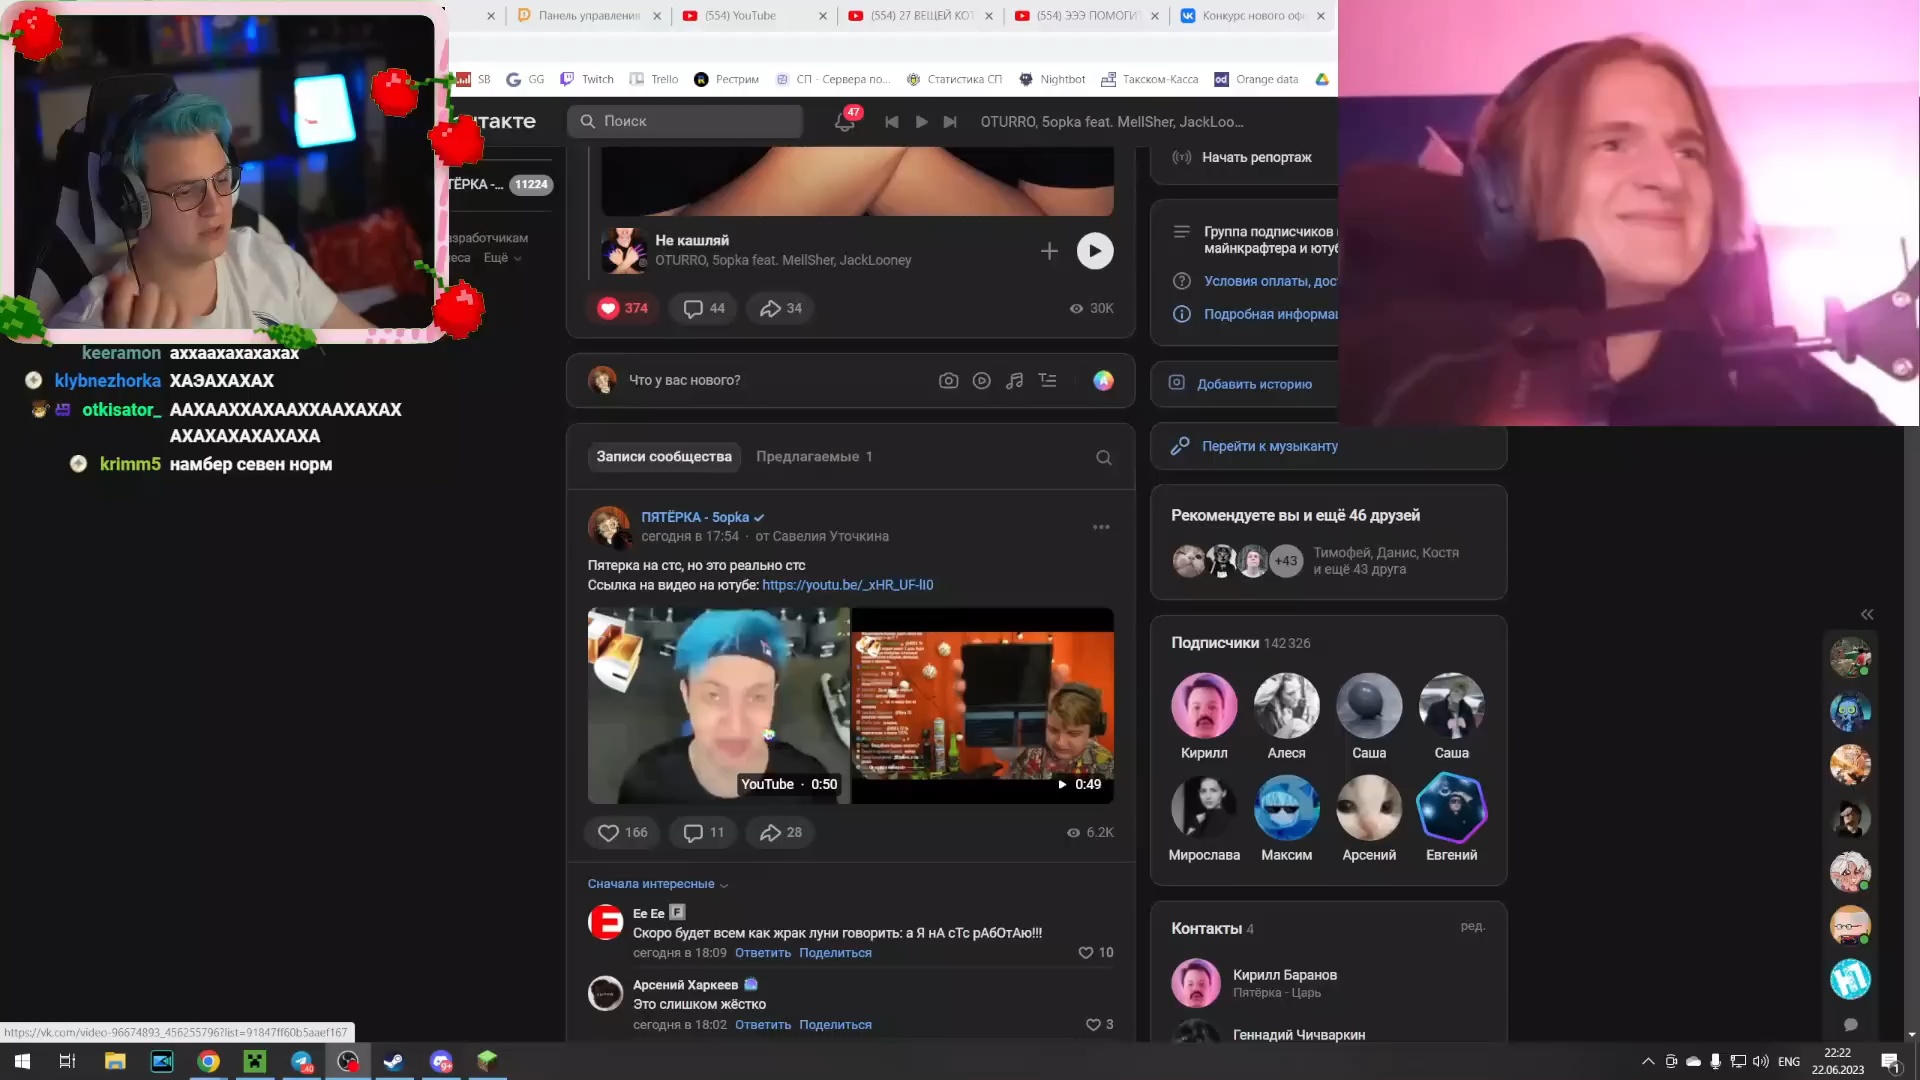 Панель управления
(554) YouTube
(554) 27 ВЕЩЕЙ КОТ
(554) ЭЭЭ ПОМОГИТ
Конкурс нового офи
SB
GG
Twitch
Trello
Рестрим
СП - Сервера по...
Статистика СП
Nightbot
Такском-Касса
Orange data
нтакте
Поиск
47
OTURRO, 5opka feat. MellSher, JackLoo...
ТЁРКА -...
11224
азработчикам
неса Ещё
Не кашляй
OTURRO, 5opka feat. MellSher, JackLooney
374
44
34
30K
Что у вас нового?
Записи сообщества
Предлагаемые 1
ПЯТЁРКА - 5opka
сегодня в 17:54 · от Савелия Уточкина
Пятерка на стс, но это реально стс
Ссылка на видео на ютубе: https://youtu.be/_xHR_UF-lI0
YouTube · 0:50
0:49
166
11
28
6.2K
Сначала интересные
Ее Ее
Скоро будет всем как жрак луни говорить: а Я нА сТс рАбОтАю!!!
сегодня в 18:09 Ответить Поделиться
10
Арсений Харкеев
Это слишком жёстко
сегодня в 18:02 Ответить Поделиться
3
Начать репортаж
Группа подписчиков
майнкрафтера и ютуб
Условия оплаты, дос
Подробная информац
Добавить историю
Перейти к музыканту
Рекомендуете вы и ещё 46 друзей
+43
Тимофей, Данис, Костя
и ещё 43 друга
Подписчики 142 326
Кирилл
Алеся
Саша
Саша
Мирослава
Максим
Арсений
Евгений
Контакты 4
ред.
Кирилл Баранов
Пятёрка - Царь
Геннадий Чичваркин
keeramon аххаахахахахах
klybnezhorka ХАЭАХАХАХ
otkisator_ ААХААХХАХААХХААХАХАХ
АХАХАХАХАХАХА
krimm5 намбер севен норм
https://vk.com/video-96674893_456255796?list=91847ff60b5aaef167
ENG
22:22
22.06.2023
1